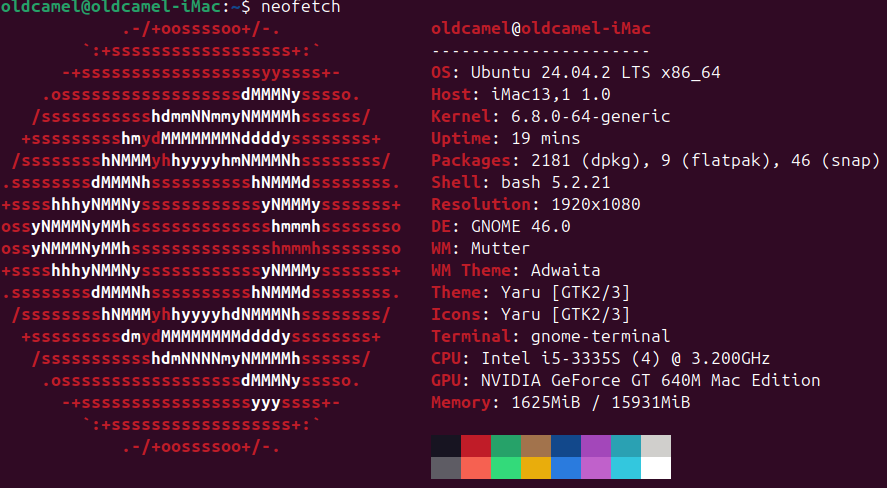 oldcamel@oldcamel-iMac:~$ neofetch
            .-/+oossssoo+/-.               oldcamel@oldcamel-iMac
        `:+ssssssssssssssssss+:`           ----------------------
      -+ssssssssssssssssssyyssss+-         OS: Ubuntu 24.04.2 LTS x86_64
    .ossssssssssssssssssdMMMNysssso.       Host: iMac13,1 1.0
   /ssssssssssshdmmNNmmyNMMMMhssssss/      Kernel: 6.8.0-64-generic
  +ssssssssshmydMMMMMMMNddddyssssssss+     Uptime: 19 mins
 /sssssssshNMMMyhhyyyyhmNMMMNhssssssss/    Packages: 2181 (dpkg), 9 (flatpak), 46 (snap)
.ssssssssdMMMNhsssssssssshNMMMdssssssss.   Shell: bash 5.2.21
+sssshhhyNMMNyssssssssssssyNMMMysssssss+   Resolution: 1920x1080
ossyNMMMNyMMhsssssssssssssshmmmhssssssso   DE: GNOME 46.0
ossyNMMMNyMMhsssssssssssssshmmmhssssssso   WM: Mutter
+sssshhhyNMMNyssssssssssssyNMMMysssssss+   WM Theme: Adwaita
.ssssssssdMMMNhsssssssssshNMMMdssssssss.   Theme: Yaru [GTK2/3]
 /sssssssshNMMMyhhyyyyhdNMMMNhssssssss/    Icons: Yaru [GTK2/3]
  +sssssssssdmydMMMMMMMMddddyssssssss+     Terminal: gnome-terminal
   /ssssssssssshdmNNNNmyNMMMMhssssss/      CPU: Intel i5-3335S (4) @ 3.200GHz
    .ossssssssssssssssssdMMMNysssso.       GPU: NVIDIA GeForce GT 640M Mac Edition
      -+sssssssssssssssssyyyssss+-         Memory: 1625MiB / 15931MiB
        `:+ssssssssssssssssss+:`
            .-/+oossssoo+/-.